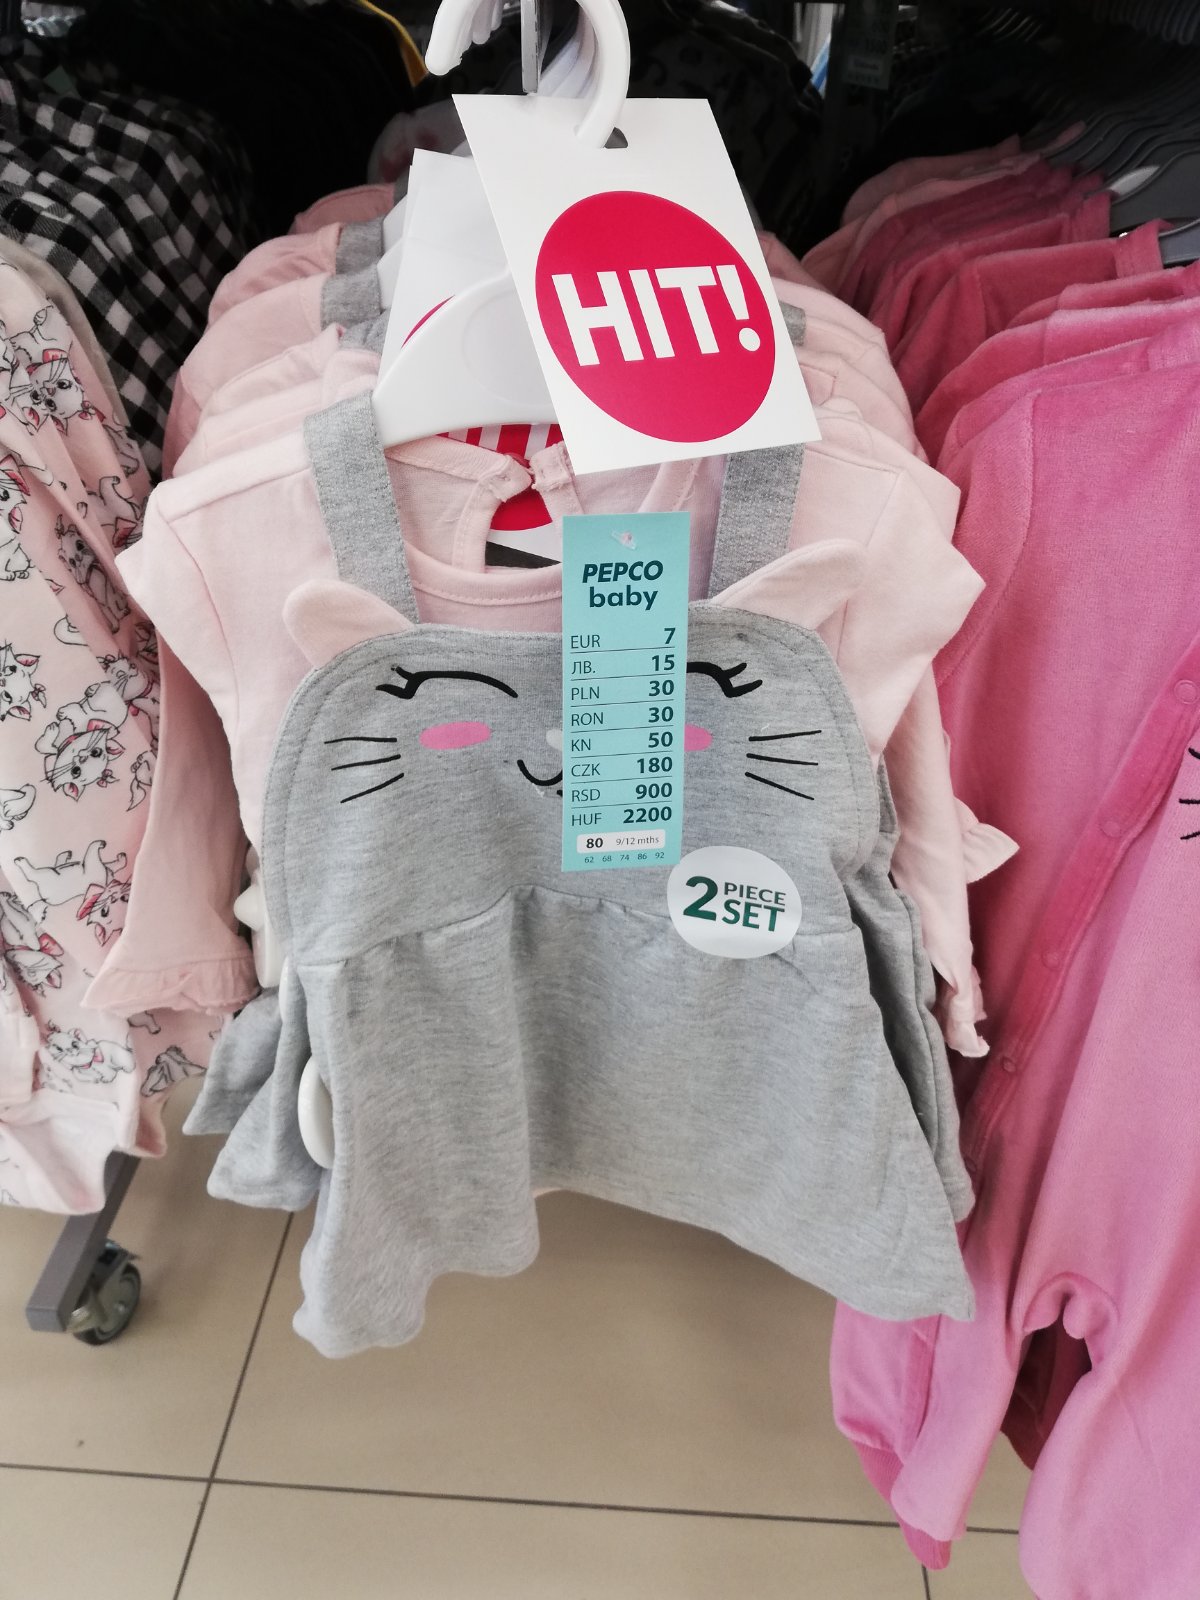 HIT!
PEPCO
baby
EUR 7
ЛВ. 15
PLN 30
RON 30
KN 50
CZK 180
RSD 900
HUF 2200
80 9/12 mths
62 68 74 86 92
2 PIECE
SET